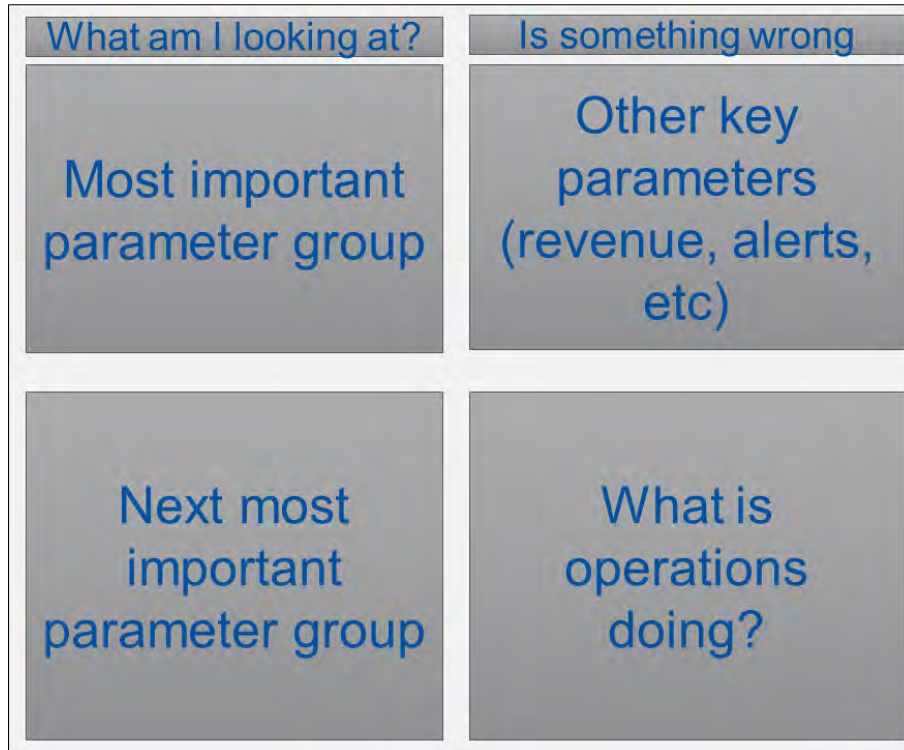 What am I looking at?
Is something wrong
Most important
parameter group
Other key
parameters
(revenue, alerts,
etc)
Next most
important
parameter group
What is
operations
doing?